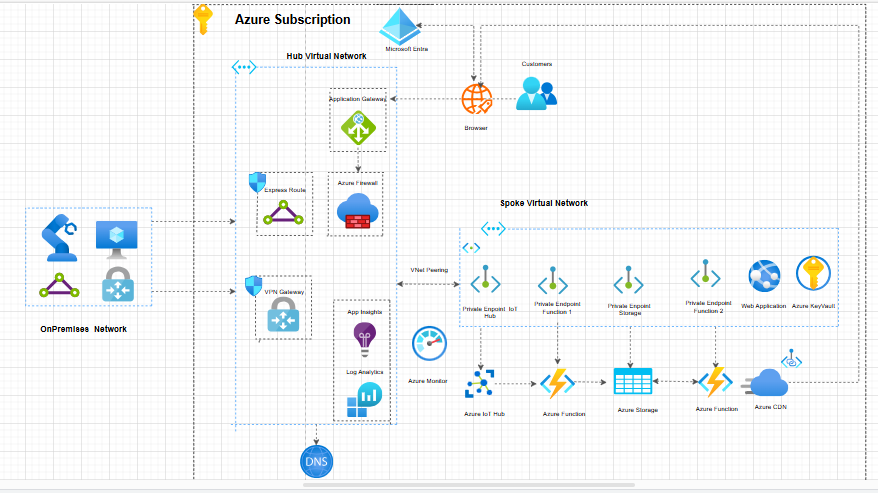 Azure Subscription
Microsoft Entra
Hub Virtual Network
Customers
Application Gateway
Browser
Express Route
Azure Firewall
Spoke Virtual Network
VNet Peering
VPN Gateway
Private Enpoint IoT
Hub
Private Endpoint
Function 1
Private Enpoint
Storage
Private Endpoint
Function 2
Web Application
Azure KeyVault
OnPremises Network
App Insights
Log Analytics
Azure Monitor
Azure IoT Hub
Azure Function
Azure Storage
Azure Function
Azure CDN
DNS